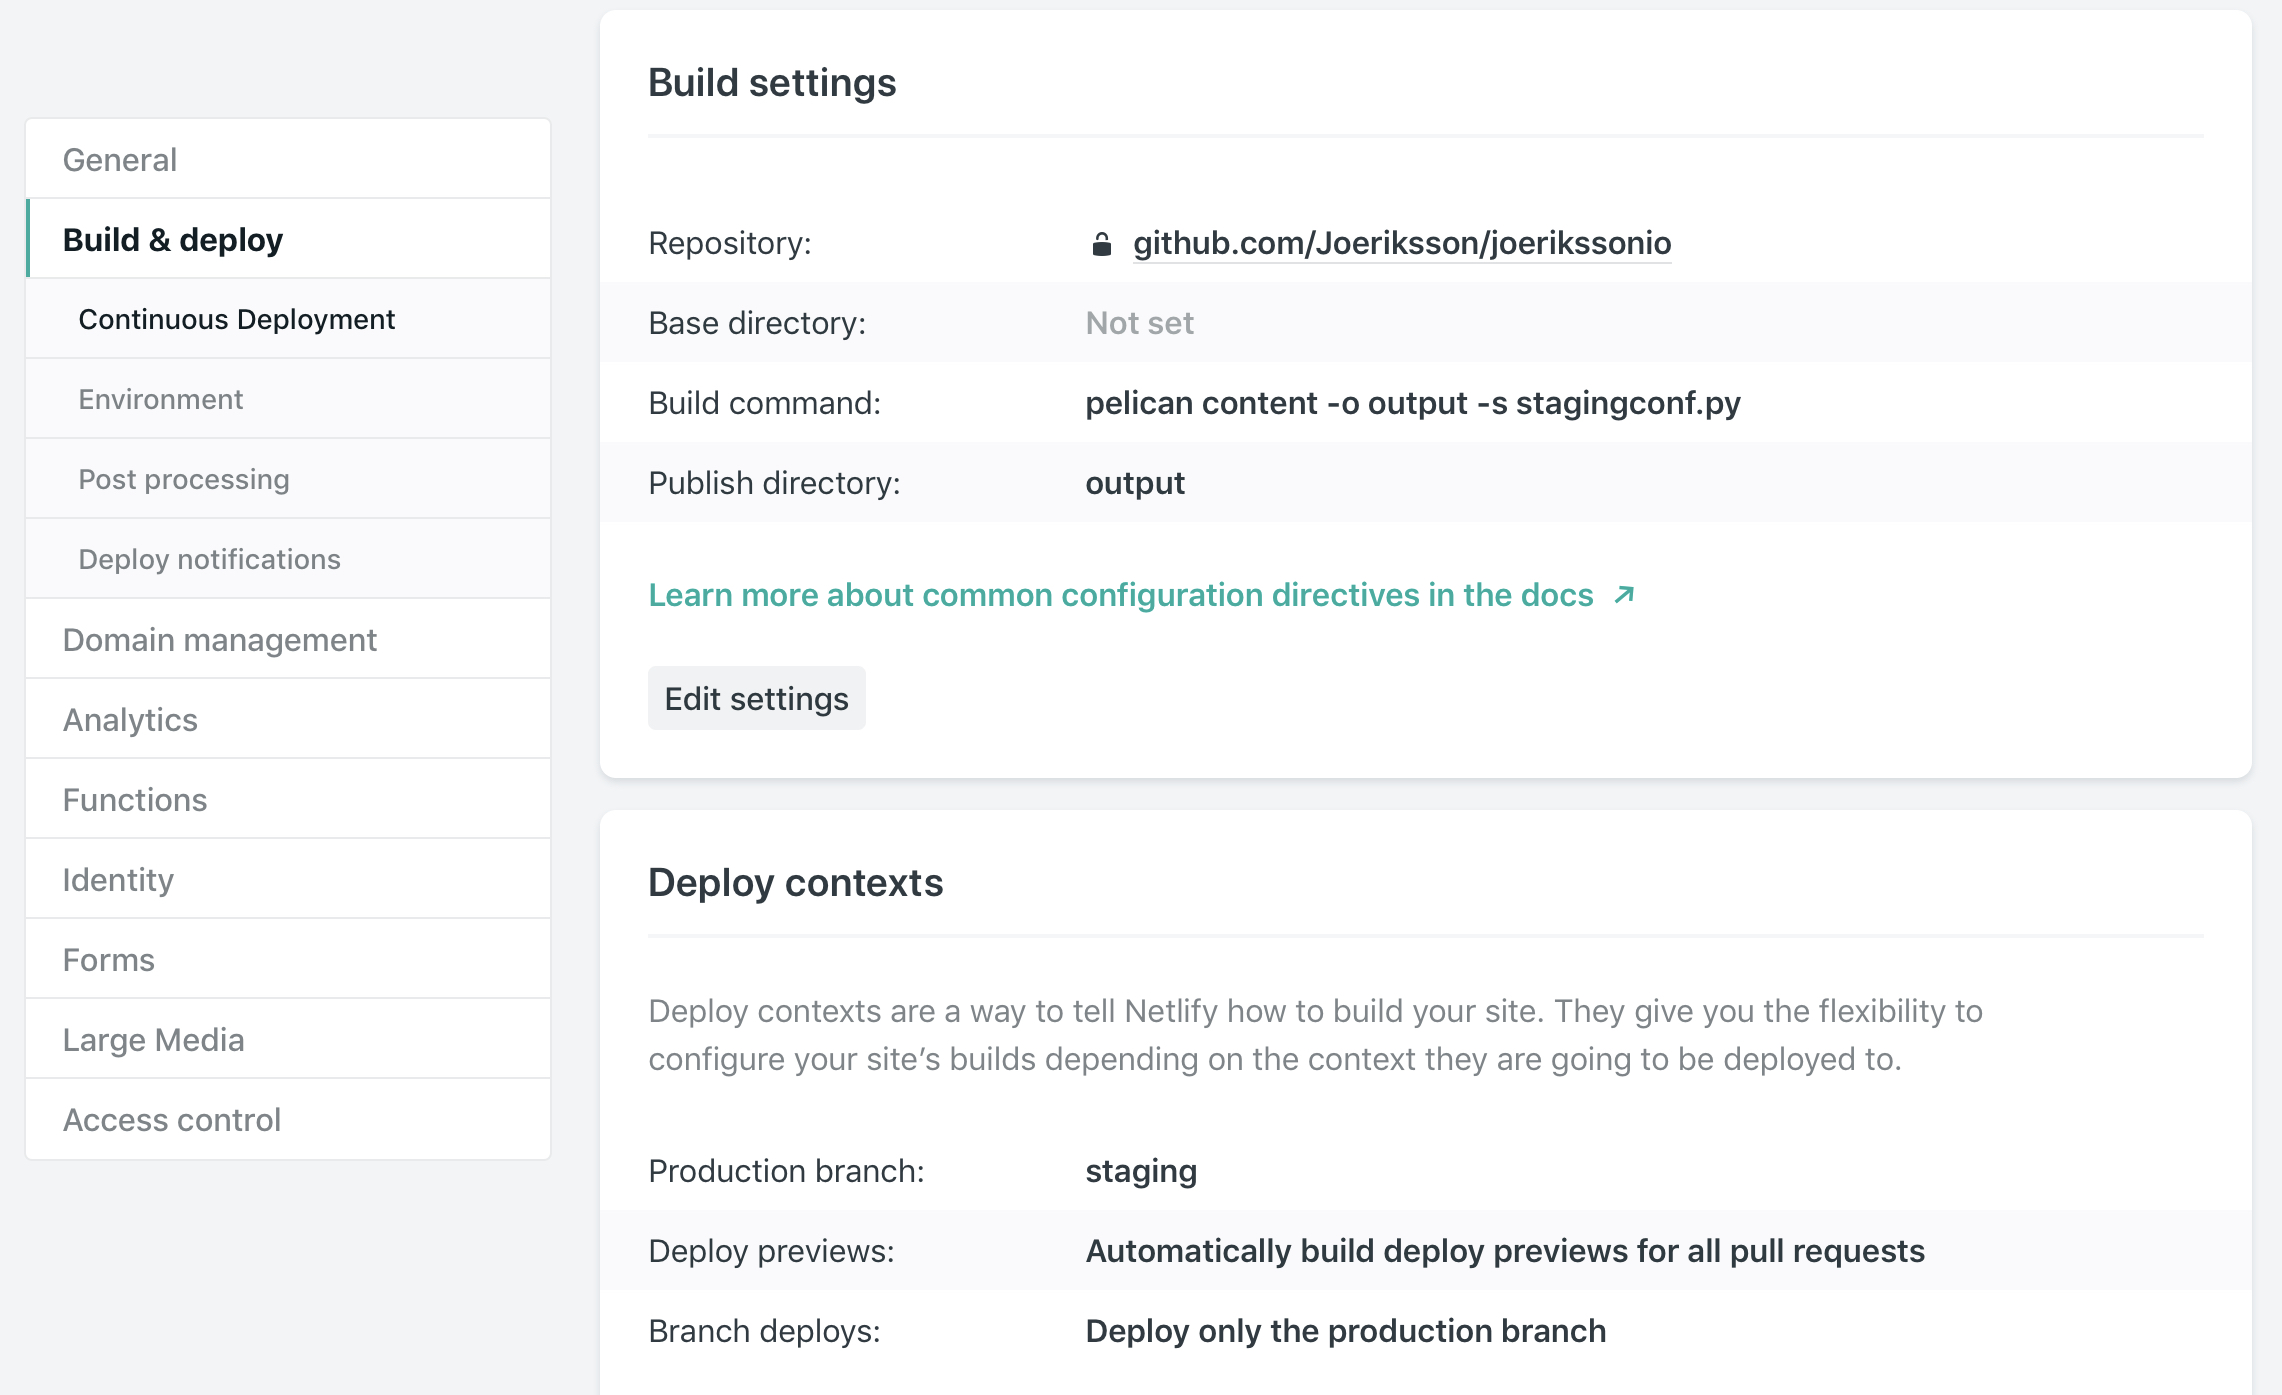 General
Build & deploy
Continuous Deployment
Environment
Post processing
Deploy notifications
Domain management
Analytics
Functions
Identity
Forms
Large Media
Access control
Build settings
Repository: github.com/Joeriksson/joerikssonio
Base directory: Not set
Build command: pelican content -o output -s stagingconf.py
Publish directory: output
Learn more about common configuration directives in the docs
Edit settings
Deploy contexts
Deploy contexts are a way to tell Netlify how to build your site. They give you the flexibility to
configure your site’s builds depending on the context they are going to be deployed to.
Production branch: staging
Deploy previews: Automatically build deploy previews for all pull requests
Branch deploys: Deploy only the production branch